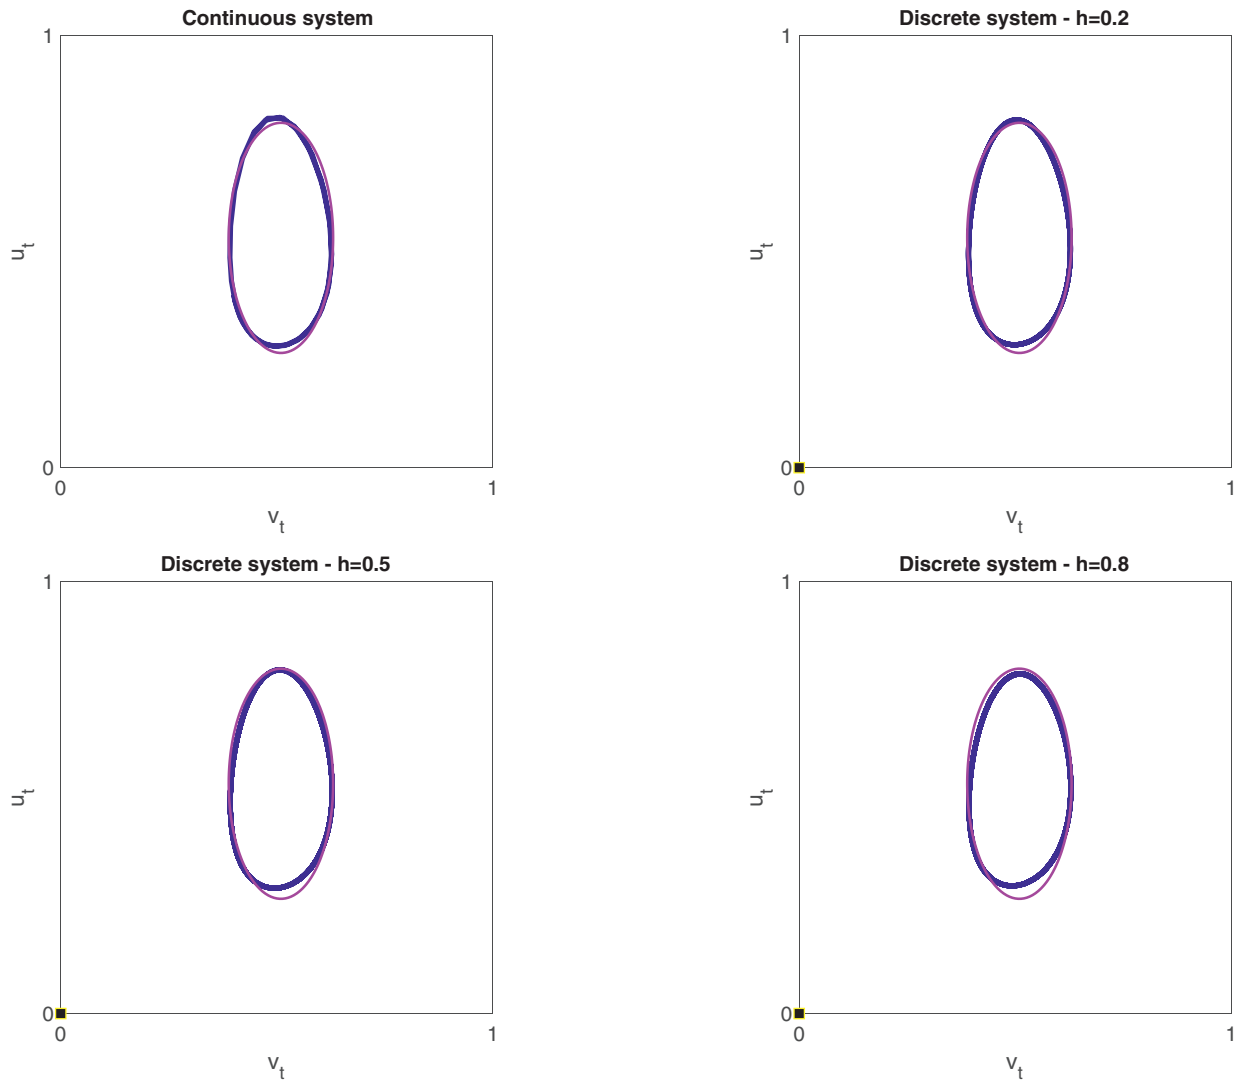 Continuous system
1
u_t
0
0
1
v_t
Discrete system - h=0.2
1
u_t
0
0
1
v_t
Discrete system - h=0.5
1
u_t
0
0
1
v_t
Discrete system - h=0.8
1
u_t
0
0
1
v_t